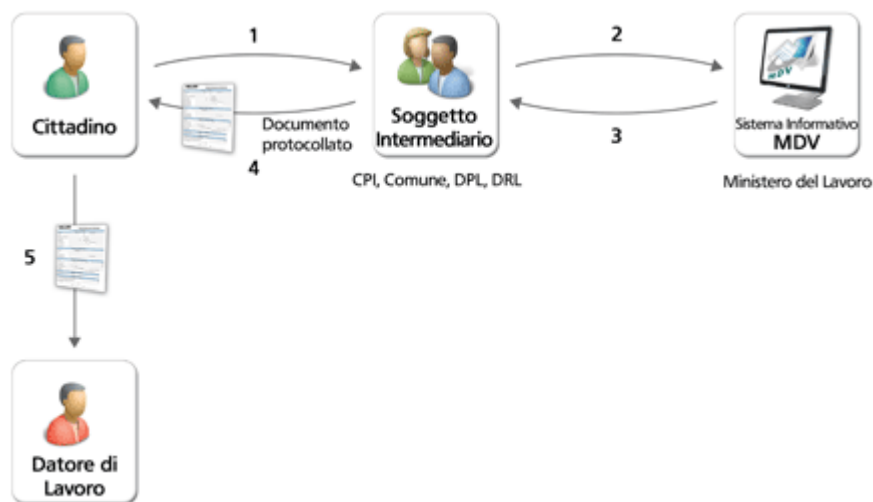 1
2
Cittadino
Documento
protocollato
4
Soggetto
Intermediario
CPI, Comune, DPL, DRL
3
MDV
Sistema Informativo
MDV
Ministero del Lavoro
5
Datore di
Lavoro